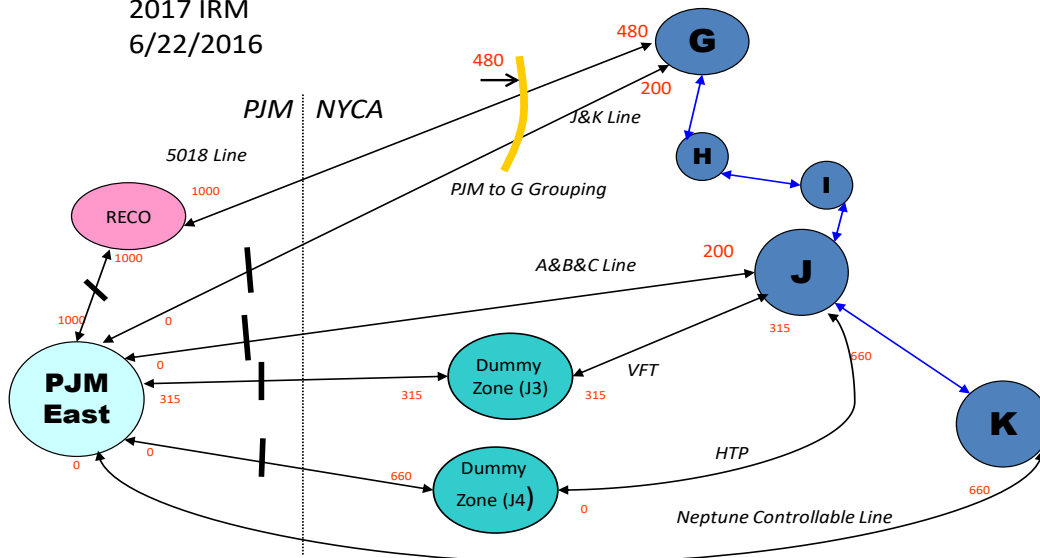 2017 IRM
6/22/2016
480
G
480
200
PJM
NYCA
J&K Line
5018 Line
H
PJM to G Grouping
I
1000
RECO
1000
200
A&B&C Line
J
1000
0
315
0
Dummy
Zone (J3)
VFT
660
PJM
East
315
315
315
K
0
0
660
Dummy
Zone (J4)
HTP
0
660
Neptune Controllable Line